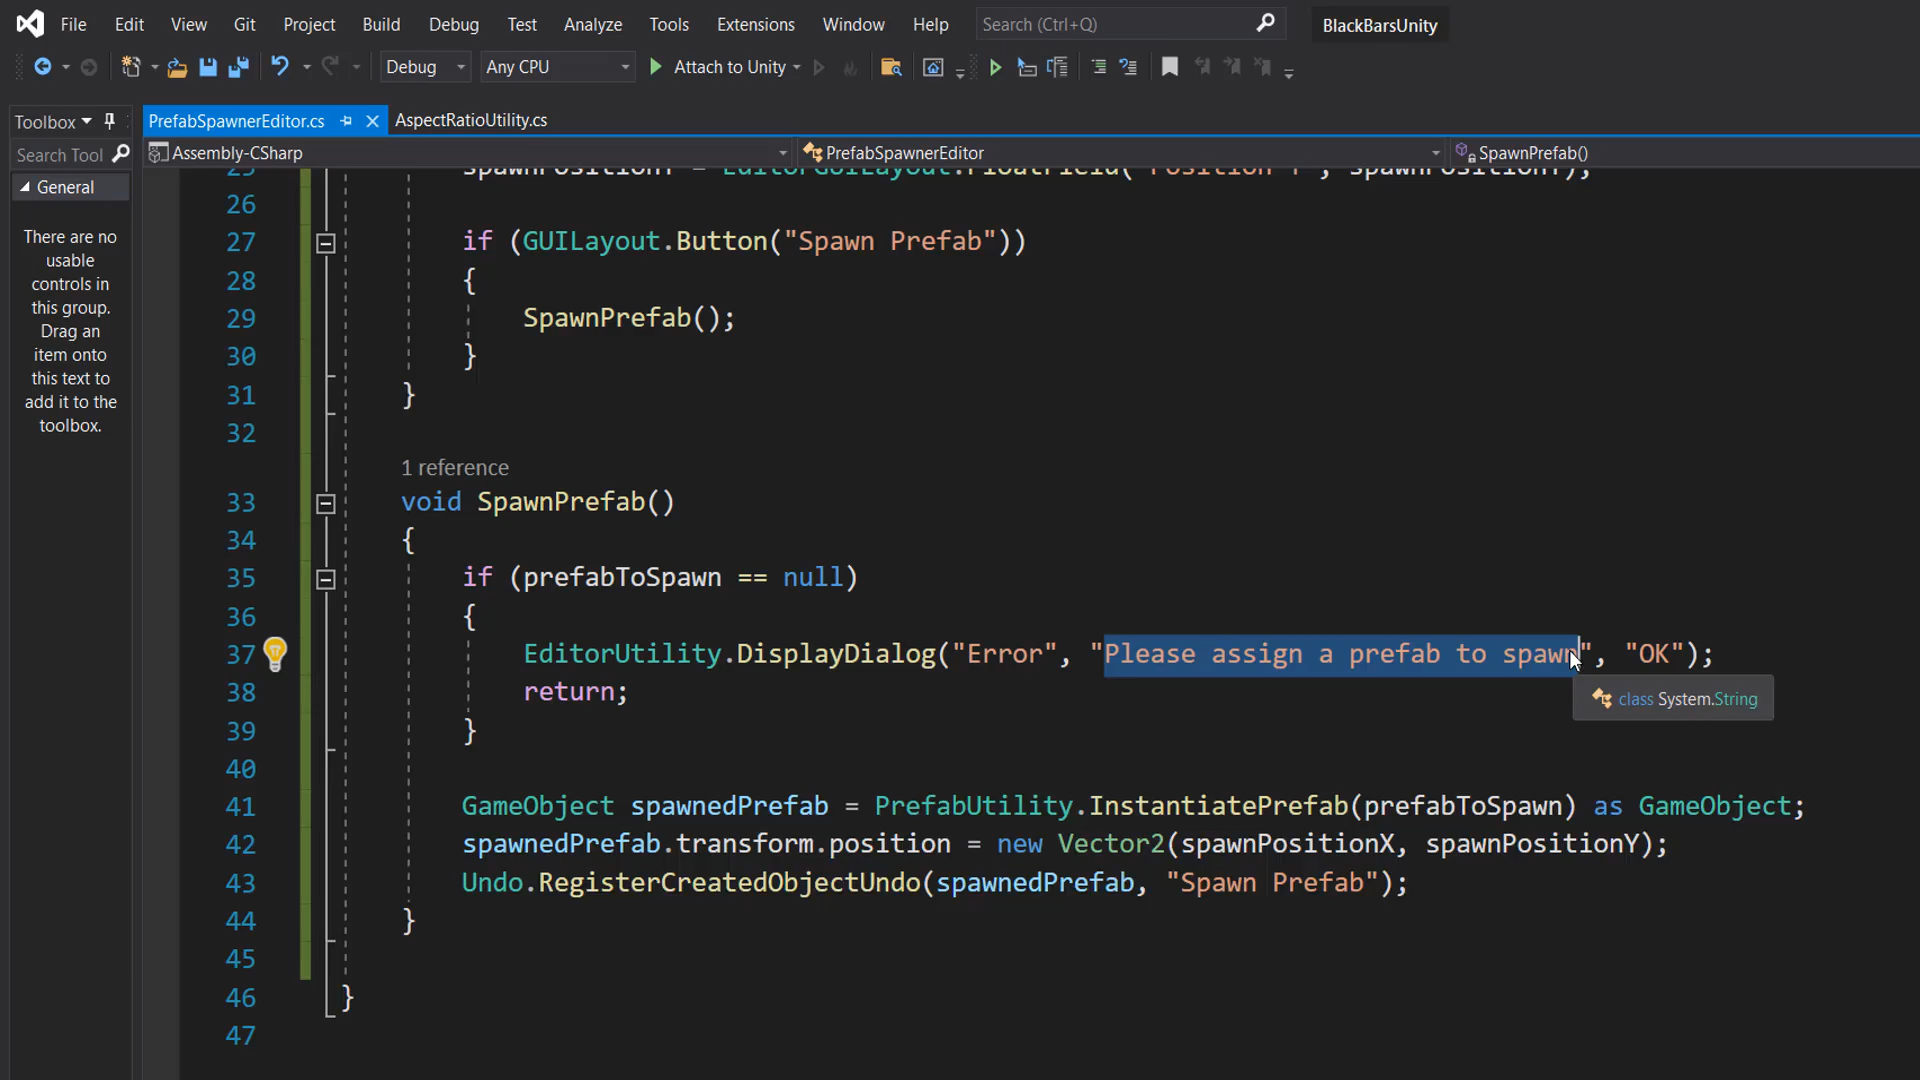 File Edit View Git Project Build Debug Test Analyze Tools Extensions Window Help Search (Ctrl+Q) BlackBarsUnity
Debug Any CPU Attach to Unity
Toolbox
Search Tool
General
There are no
usable
controls in
this group.
Drag an
item onto
this text to
add it to the
toolbox.
PrefabSpawnerEditor.cs AspectRatioUtility.cs
Assembly-CSharp PrefabSpawnerEditor SpawnPrefab()
25 spawnPositionY = EditorGUILayout.FloatField("Position Y", spawnPositionY);
26
27 if (GUILayout.Button("Spawn Prefab"))
28 {
29 SpawnPrefab();
30 }
31 }
32
1 reference
33 void SpawnPrefab()
34 {
35 if (prefabToSpawn == null)
36 {
37 EditorUtility.DisplayDialog("Error", "Please assign a prefab to spawn", "OK");
class System.String
38 return;
39 }
40
41 GameObject spawnedPrefab = PrefabUtility.InstantiatePrefab(prefabToSpawn) as GameObject;
42 spawnedPrefab.transform.position = new Vector2(spawnPositionX, spawnPositionY);
43 Undo.RegisterCreatedObjectUndo(spawnedPrefab, "Spawn Prefab");
44 }
45
46 }
47